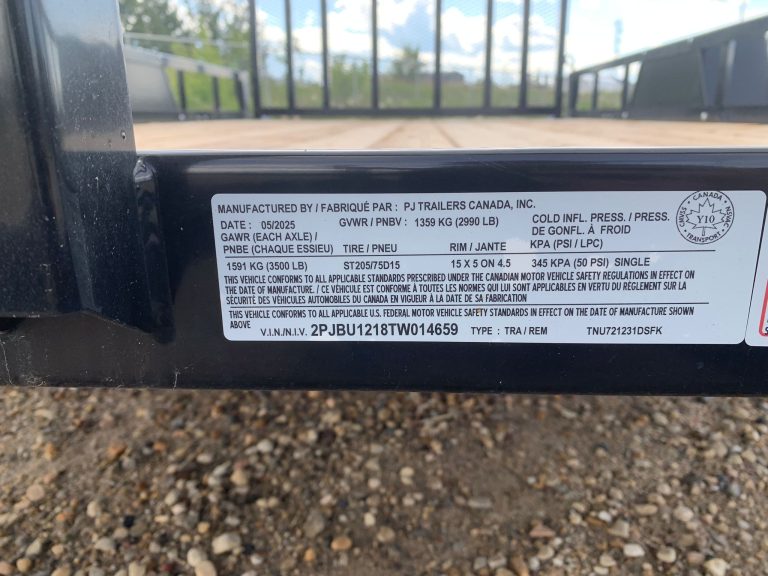 MANUFACTURED BY / FABRIQUÉ PAR : PJ TRAILERS CANADA, INC.
DATE : 05/2025 GVWR / PNBV : 1359 KG (2990 LB) COLD INFL. PRESS. / PRESS.
GAWR (EACH AXLE) / DE GONFL. À FROID
PNBE (CHAQUE ESSIEU) TIRE / PNEU RIM / JANTE KPA (PSI / LPC)
1591 KG (3500 LB) ST205/75D15 15 X 5 ON 4.5 345 KPA (50 PSI) SINGLE
THIS VEHICLE CONFORMS TO ALL APPLICABLE STANDARDS PRESCRIBED UNDER THE CANADIAN MOTOR VEHICLE SAFETY REGULATIONS IN EFFECT ON
THE DATE OF MANUFACTURE. / CE VÉHICULE EST CONFORME À TOUTES LES NORMES QUI LUI SONT APPLICABLES EN VERTU DU RÈGLEMENT SUR LA
SÉCURITÉ DES VÉHICULES AUTOMOBILES DU CANADA EN VIGUEUR À LA DATE DE SA FABRICATION
THIS VEHICLE CONFORMS TO ALL APPLICABLE U.S. FEDERAL MOTOR VEHICLE SAFETY STANDARDS IN EFFECT ON THE DATE OF MANUFACTURE SHOWN
ABOVE
V.I.N./N.I.V. 2PJBU1218TW014659 TYPE : TRA / REM TNU721231DSFK
CANADA
Y10
TRANSPORT